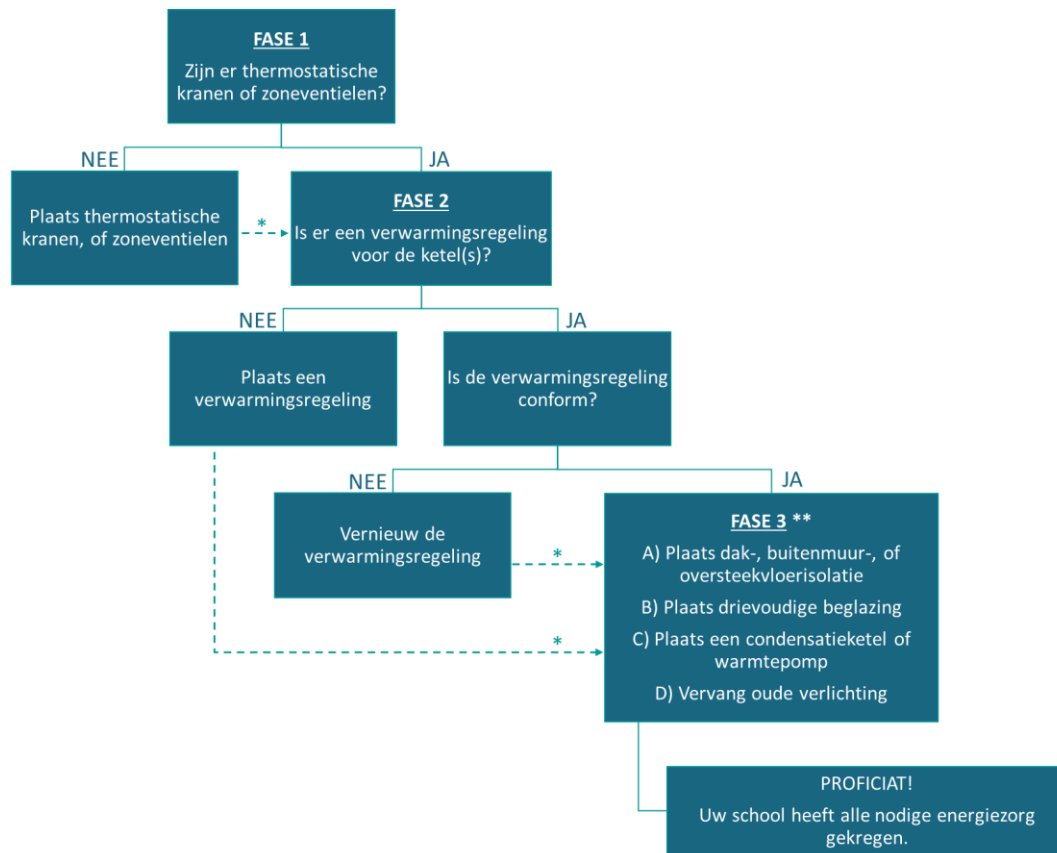 FASE 1
Zijn er thermostatische
kranen of zoneventielen?
NEE
JA
Plaats thermostatische
kranen, of zoneventielen
*
FASE 2
Is er een verwarmingsregeling
voor de ketel(s)?
NEE
JA
Plaats een
verwarmingsregeling
Is de verwarmingsregeling
conform?
NEE
JA
Vernieuw de
verwarmingsregeling
*
*
FASE 3 **
A) Plaats dak-, buitenmuur-, of
oversteekvloerisolatie
B) Plaats drievoudige beglazing
C) Plaats een condensatieketel of
warmtepomp
D) Vervang oude verlichting
PROFICIAT!
Uw school heeft alle nodige energiezorg
gekregen.